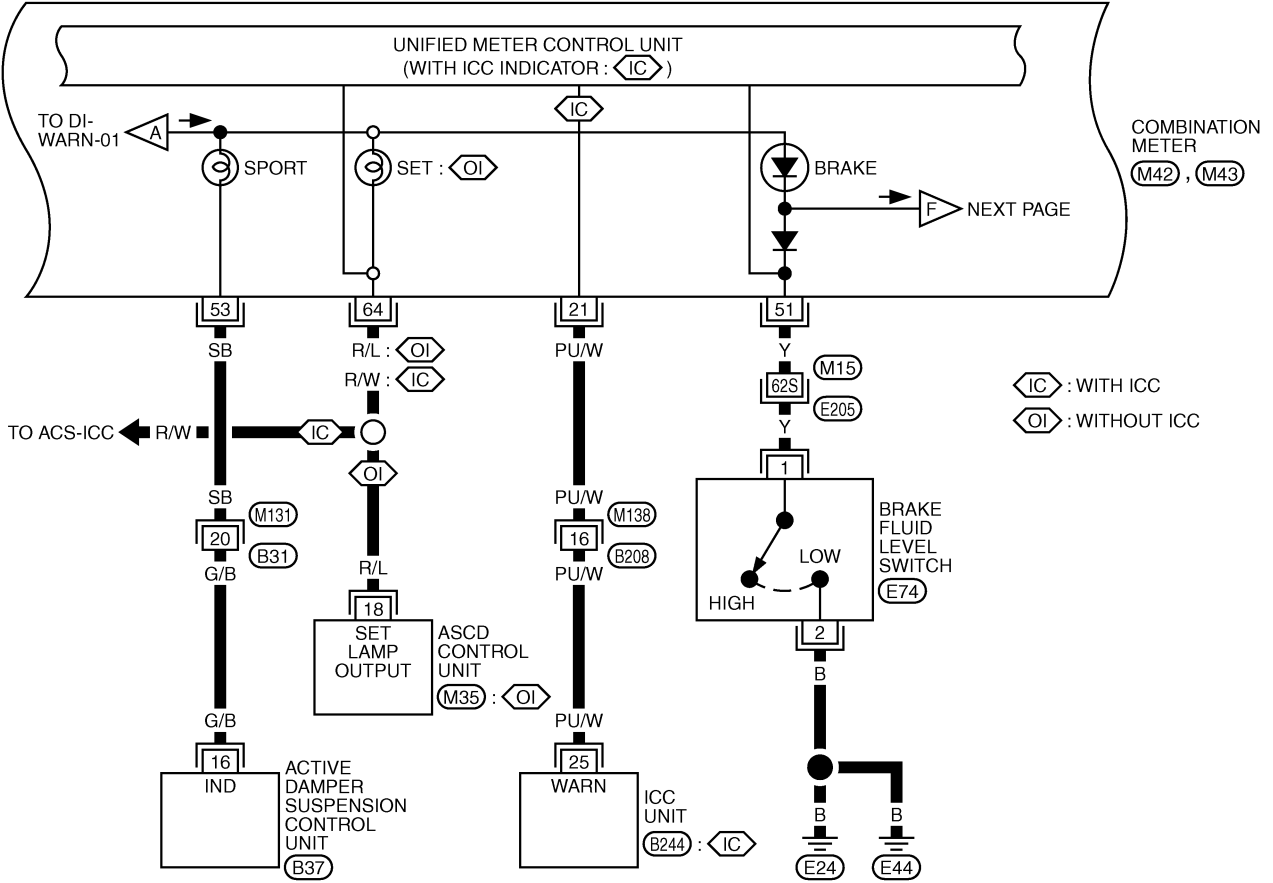 UNIFIED METER CONTROL UNIT
(WITH ICC INDICATOR : IC )
IC
TO DI-
WARN-01
A
SPORT
SET : OI
BRAKE
F
NEXT PAGE
COMBINATION
METER
M42 , M43
53
64
21
51
SB
R/L : OI
R/W : IC
PU/W
Y
M15
62S
E205
Y
IC : WITH ICC
OI : WITHOUT ICC
TO ACS-ICC
R/W
IC
OI
1
SB
M131
20
B31
G/B
PU/W
M138
16
B208
PU/W
BRAKE
FLUID
LEVEL
SWITCH
E74
LOW
HIGH
2
R/L
18
SET
LAMP
OUTPUT
ASCD
CONTROL
UNIT
M35 : OI
B
G/B
16
IND
ACTIVE
DAMPER
SUSPENSION
CONTROL
UNIT
B37
PU/W
25
WARN
ICC
UNIT
B244 : IC
B
B
E24
E44